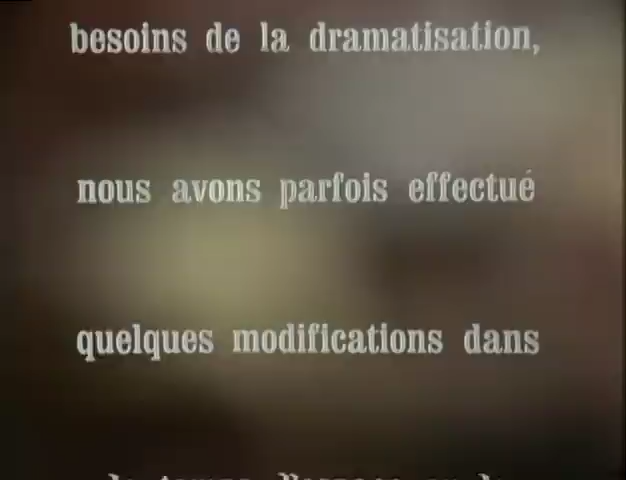 besoins de la dramatisation,
nous avons parfois effectué
quelques modifications dans